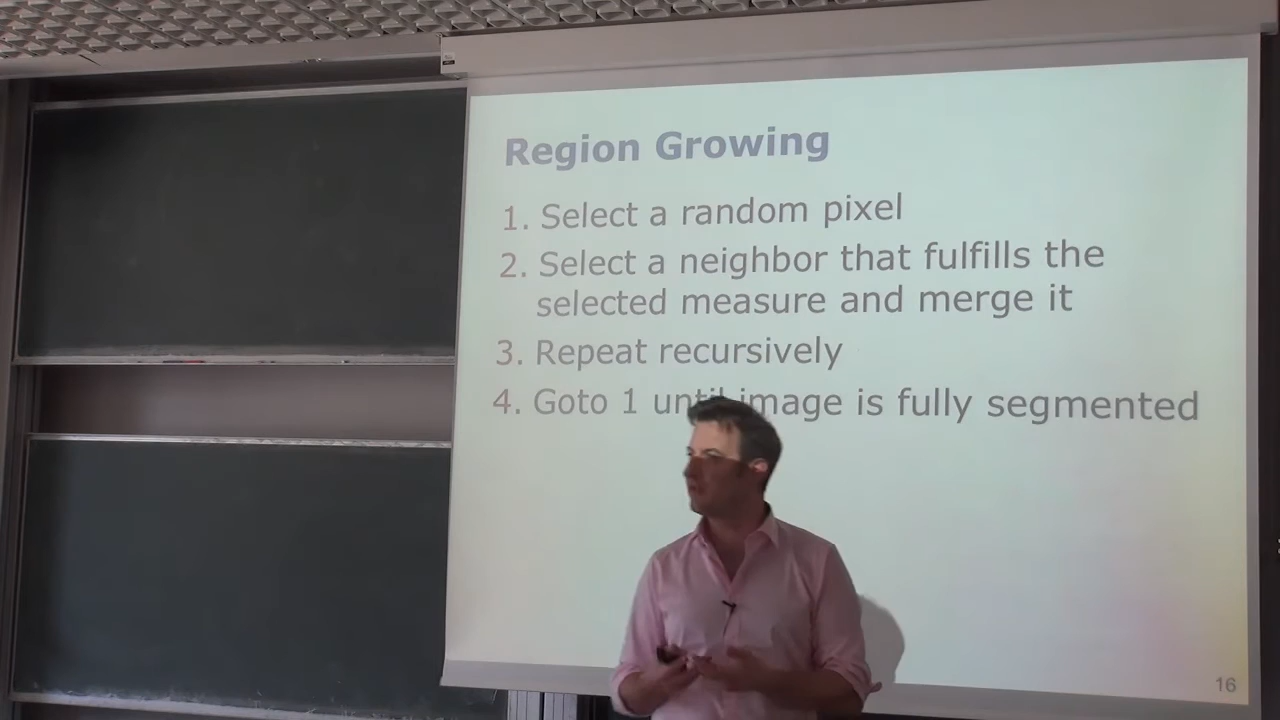 Region Growing
1. Select a random pixel
2. Select a neighbor that fulfills the
selected measure and merge it
3. Repeat recursively
4. Goto 1 until image is fully segmented
16